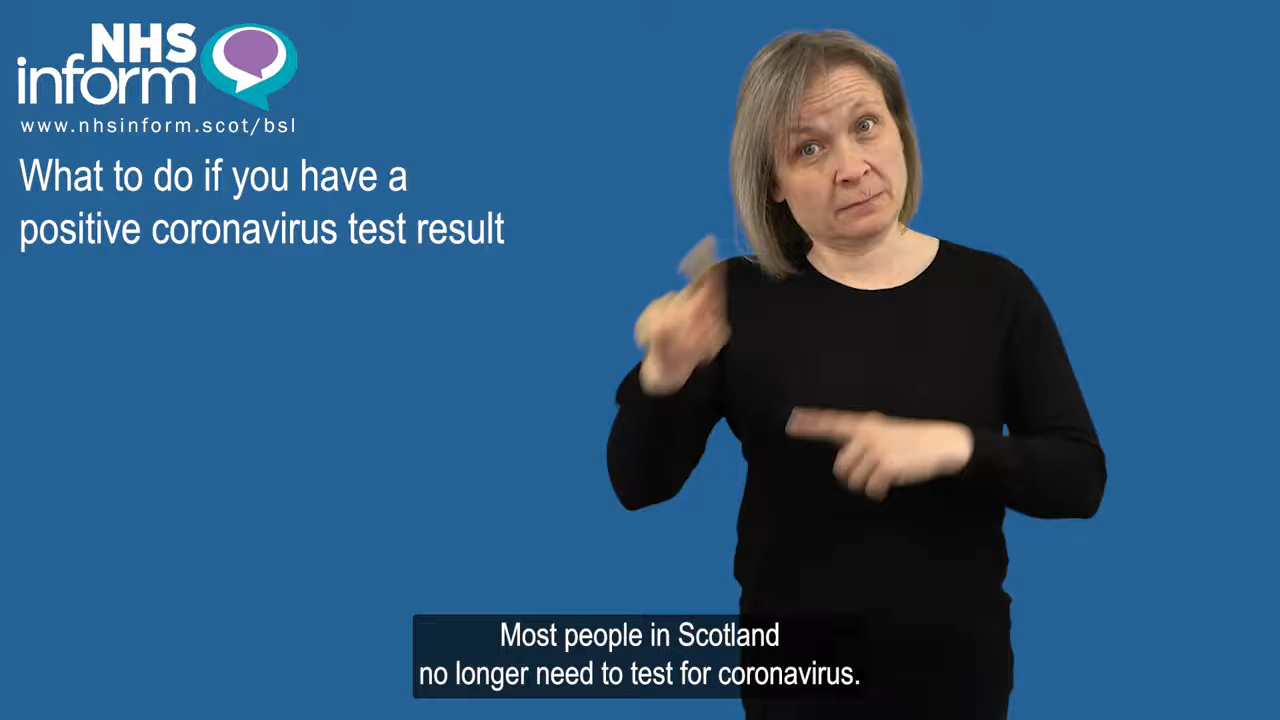 NHS
inform
www.nhsinform.scot/bsl
What to do if you have a
positive coronavirus test result
Most people in Scotland
no longer need to test for coronavirus.